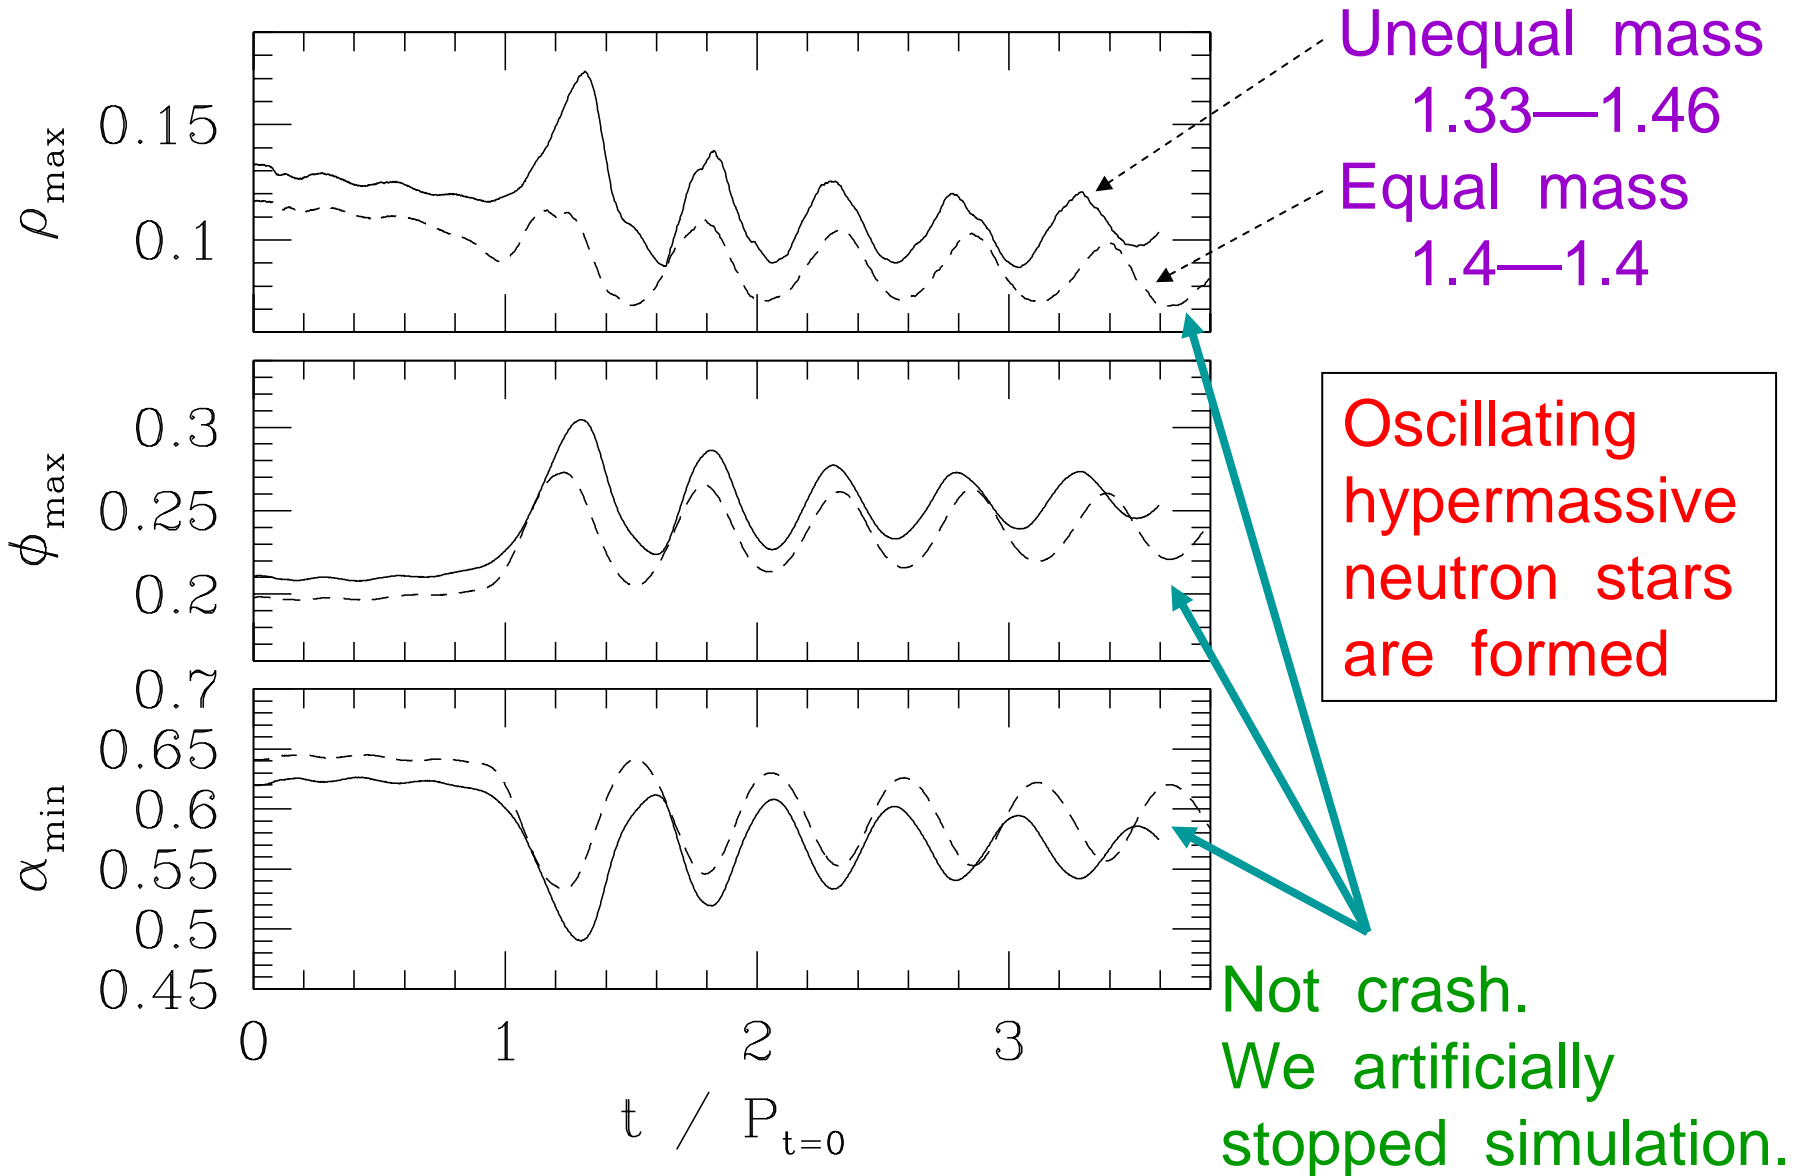 Unequal mass
1.33—1.46
Equal mass
1.4—1.4
ρmax
0.15
0.1
ϕmax
0.3
0.25
0.2
αmin
0.7
0.65
0.6
0.55
0.5
0.45
0 1 2 3
t / Pt=0
Oscillating
hypermassive
neutron stars
are formed
Not crash.
We artificially
stopped simulation.